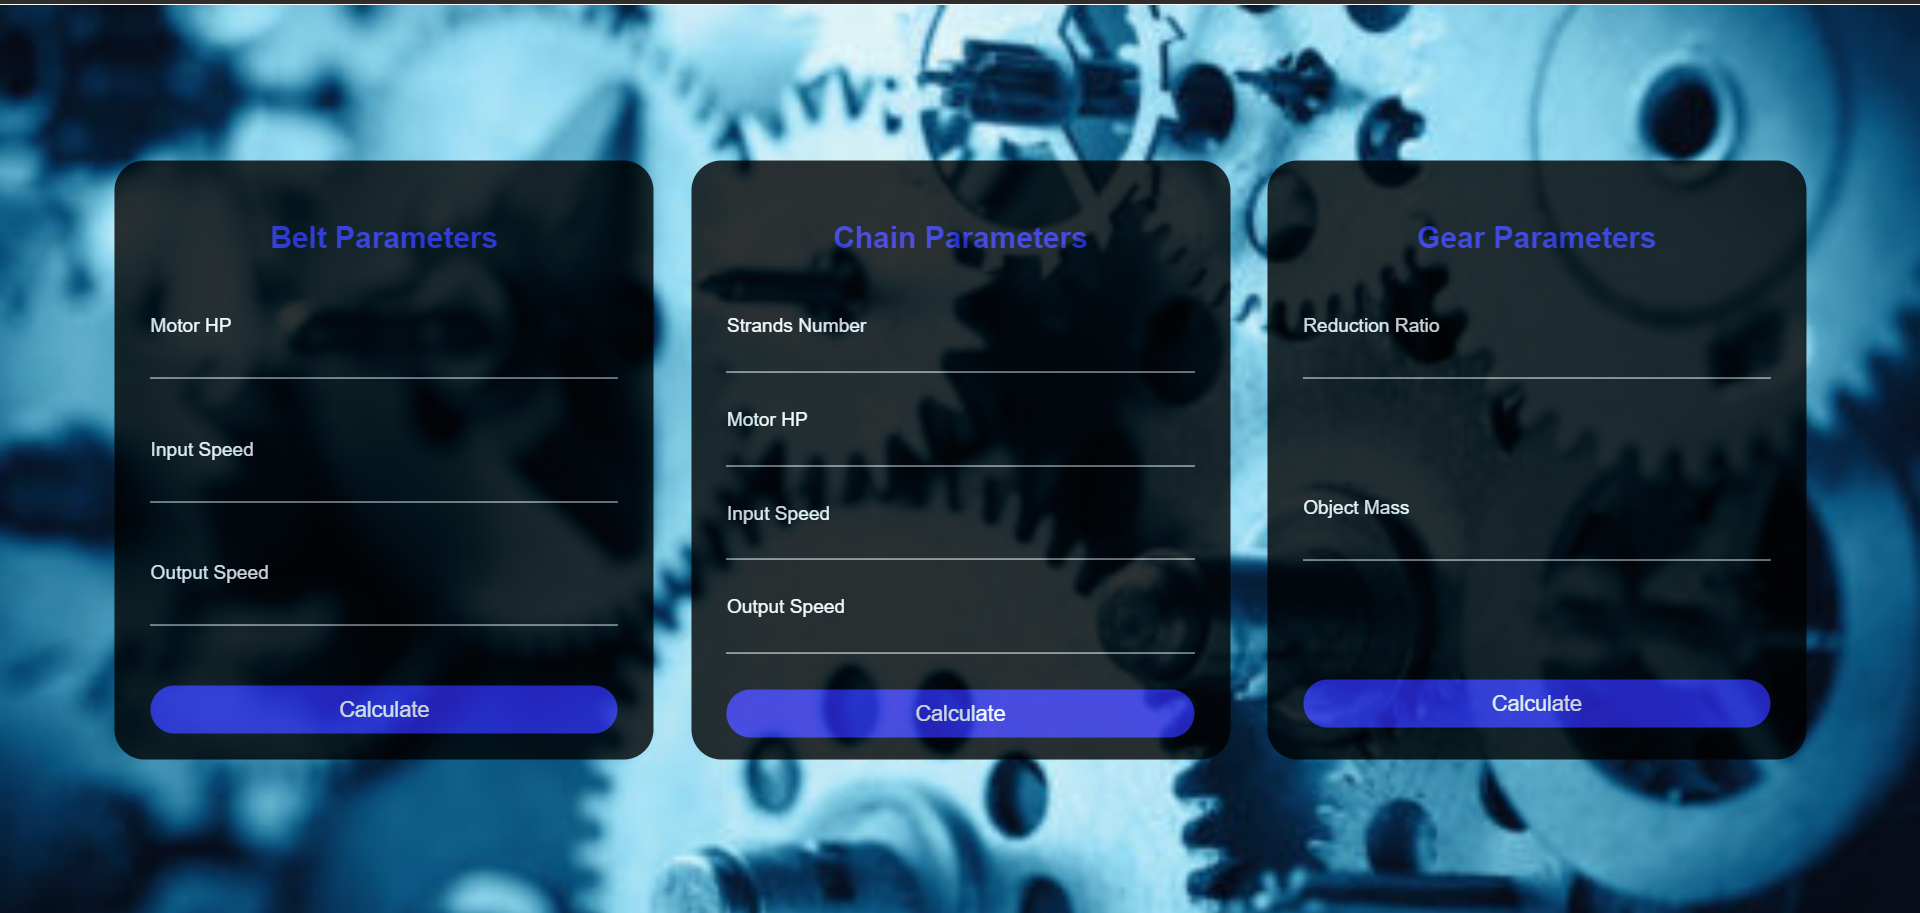 Belt Parameters
Motor HP
Input Speed
Output Speed
Calculate
Chain Parameters
Strands Number
Motor HP
Input Speed
Output Speed
Calculate
Gear Parameters
Reduction Ratio
Object Mass
Calculate